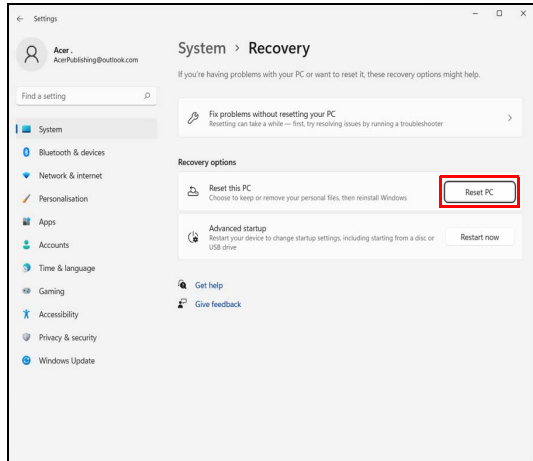 Settings
Acer .
AcerPublishing@outlook.com
Find a setting
System
Bluetooth & devices
Network & internet
Personalisation
Apps
Accounts
Time & language
Gaming
Accessibility
Privacy & security
Windows Update
System > Recovery
If you're having problems with your PC or want to reset it, these recovery options might help.
Fix problems without resetting your PC
Resetting can take a while — first, try resolving issues by running a troubleshooter
Recovery options
Reset this PC
Choose to keep or remove your personal files, then reinstall Windows
Reset PC
Advanced startup
Restart your device to change startup settings, including starting from a disc or
USB drive
Restart now
Get help
Give feedback